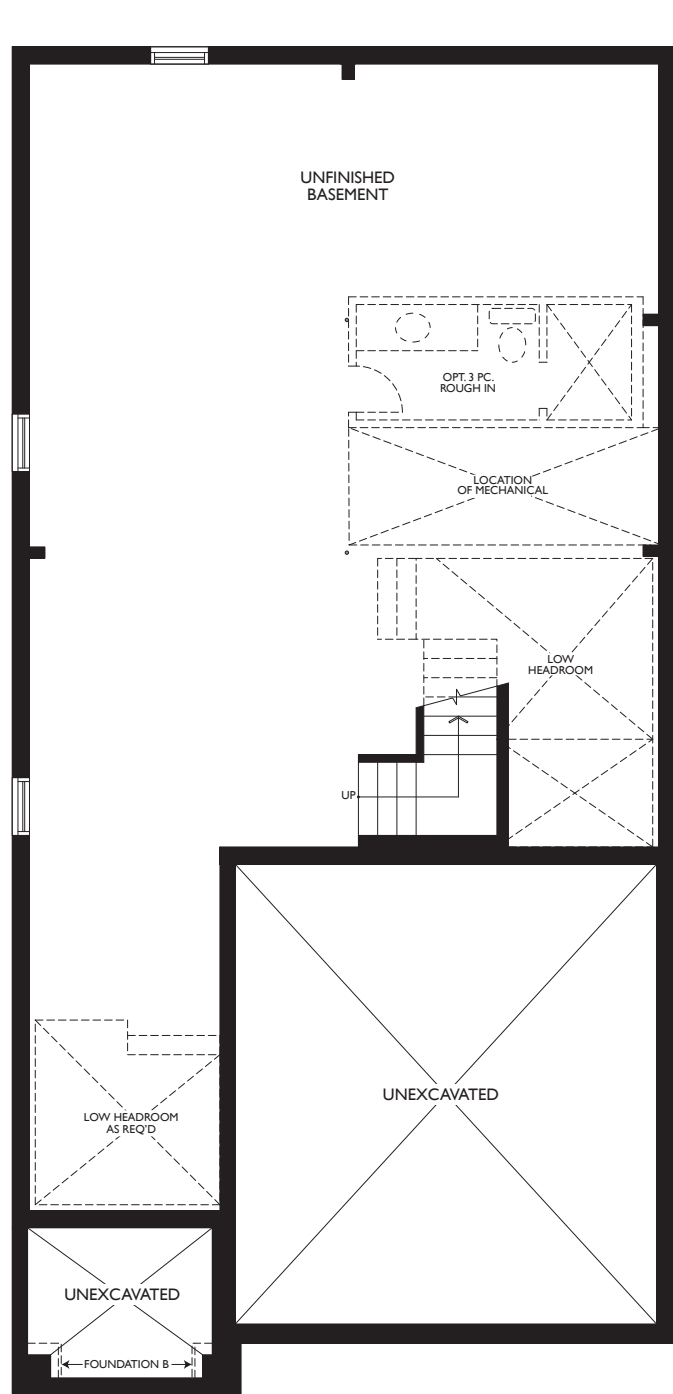 UNFINISHED
BASEMENT
OPT. 3 PC.
ROUGH IN
LOCATION
OF MECHANICAL
LOW
HEADROOM
UP
UNEXCAVATED
LOW HEADROOM
AS REQ'D
UNEXCAVATED
FOUNDATION B